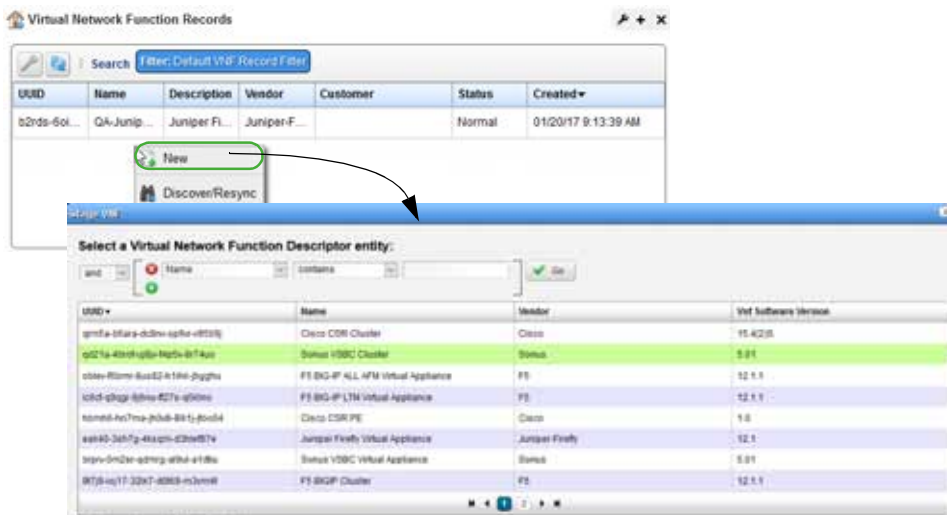 Virtual Network Function Records
Search Filter: Default VNF Record Filter
UUID Name Description Vendor Customer Status Created
b2rds-6oi... QA-Junip... Juniper Fi... Juniper-F... Normal 01/20/17 9:13:39 AM
New
Discover/Resync
Stage VNF
Select a Virtual Network Function Descriptor entity:
and Name contains Go
UUID Name Vendor Vnf Software Version
Cisco CSR Cluster Cisco
Sonus VSBC Cluster Sonus 5.01
F5 BIG-IP ALL AFM Virtual Appliance F5 12.1.1
F5 BIG-IP LTM Virtual Appliance F5 12.1.1
Cisco CSR PE Cisco 1.0
Juniper Firefly Virtual Appliance Juniper Firefly 12.1
Sonus VSBC Virtual Appliance Sonus 5.01
F5 BIGIP Cluster F5 12.1.1
1 2